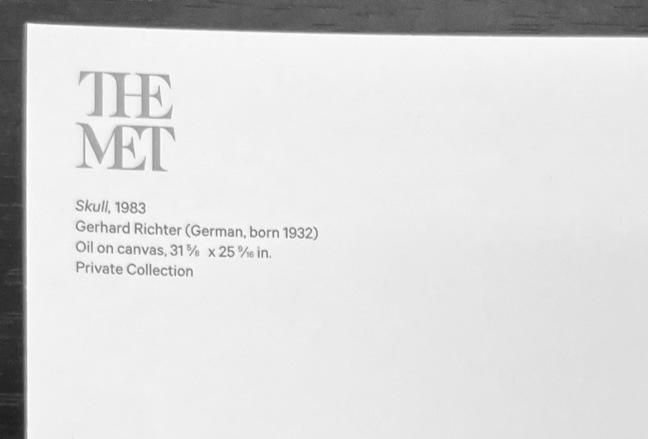 THE
MET
Skull, 1983
Gerhard Richter (German, born 1932)
Oil on canvas, 31 ⅝ x 25 9⁄16 in.
Private Collection